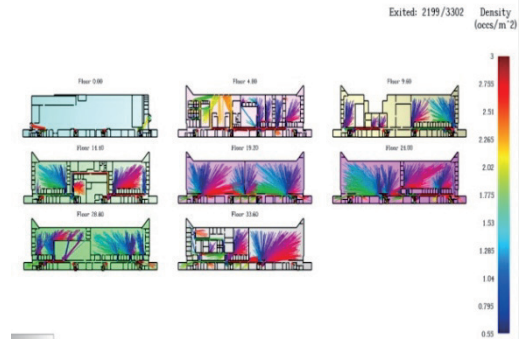 Exited: 2199/3302
Density
(occs/m^2)
3
2.755
2.51
2.265
2.02
1.775
1.53
1.285
1.04
0.795
0.55
Floor 0.00
Floor 4.80
Floor 9.60
Floor 14.40
Floor 19.20
Floor 24.00
Floor 28.80
Floor 33.60